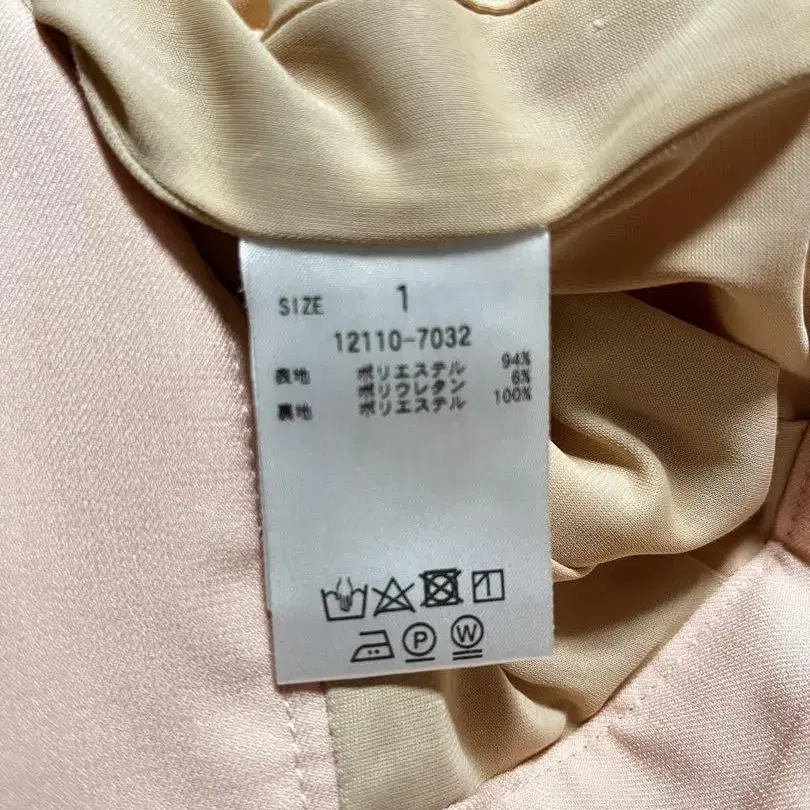 SIZE 1
12110-7032
表地 ポリエステル 94%
ポリウレタン 6%
裏地 ポリエステル 100%
P W